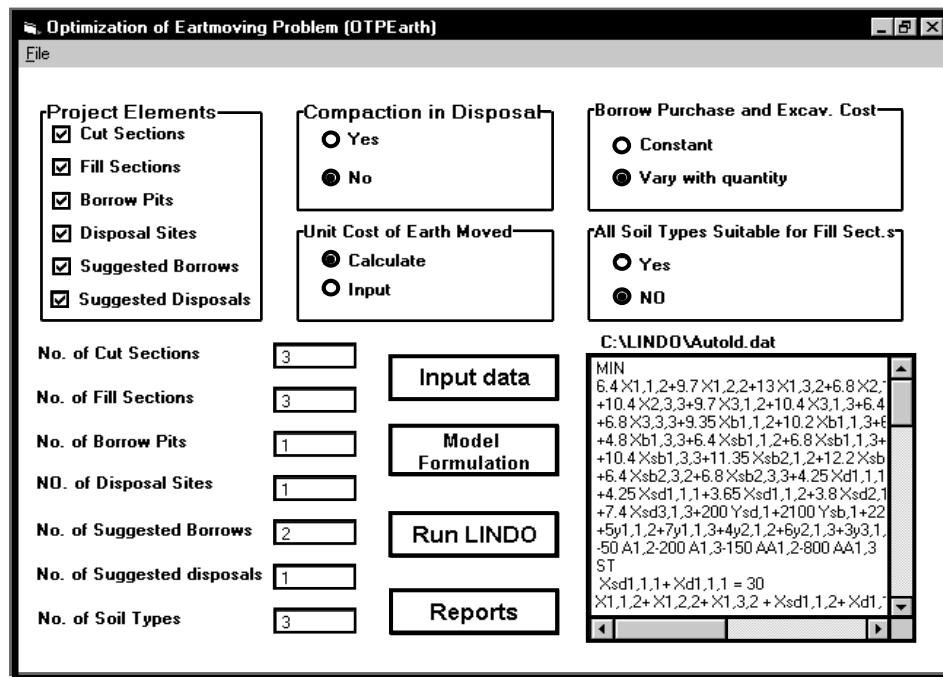 Optimization of Eartmoving Problem (OTPEarth)
File
Project Elements
Cut Sections
Fill Sections
Borrow Pits
Disposal Sites
Suggested Borrows
Suggested Disposals
Compaction in Disposal
Yes
No
Borrow Purchase and Excav. Cost
Constant
Vary with quantity
Unit Cost of Earth Moved
Calculate
Input
All Soil Types Suitable for Fill Sect.s
Yes
NO
No. of Cut Sections 3
No. of Fill Sections 3
No. of Borrow Pits 1
NO. of Disposal Sites 1
No. of Suggested Borrows 2
No. of Suggested disposals 1
No. of Soil Types 3
Input data
Model
Formulation
Run LINDO
Reports
C:\LINDO\Autold.dat
MIN
6.4 X1,1,2+9.7 X1,2,2+13 X1,3,2+6.8 X2,
+10.4 X2,3,3+9.7 X3,1,2+10.4 X3,1,3+6.4
+6.8 X3,3,3+9.35 Xb1,1,2+10.2 Xb1,1,3+
+4.8 Xb1,3,3+6.4 Xsb1,1,2+6.8 Xsb1,1,3+
+10.4 Xsb1,3,3+11.35 Xsb2,1,2+12.2 Xsb
+6.4 Xsb2,3,2+6.8 Xsb2,3,3+4.25 Xd1,1,1
+4.25 Xsd1,1,1+3.65 Xsd1,1,2+3.8 Xsd2,1
+7.4 Xsd3,1,3+200 Ysd,1+2100 Ysb,1+22
+5y1,1,2+7y1,1,3+4y2,1,2+6y2,1,3+3y3,1,
-50 A1,2-200 A1,3-150 AA1,2-800 AA1,3
ST
Xsd1,1,1+ Xd1,1,1 = 30
X1,1,2+ X1,2,2+ X1,3,2 + Xsd1,1,2+ Xd1,